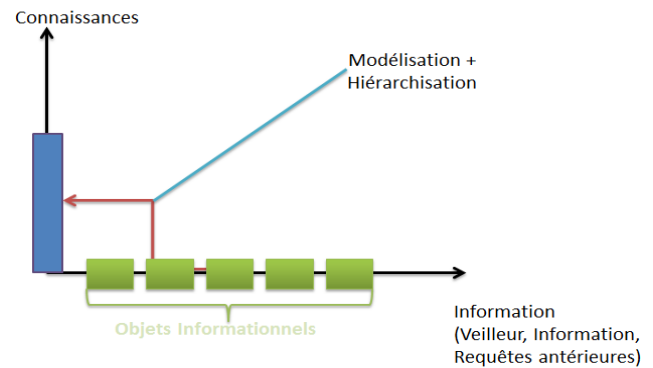 Connaissances
Modélisation +
Hiérarchisation
Objets Informationnels
Information
(Veilleur, Information,
Requêtes antérieures)